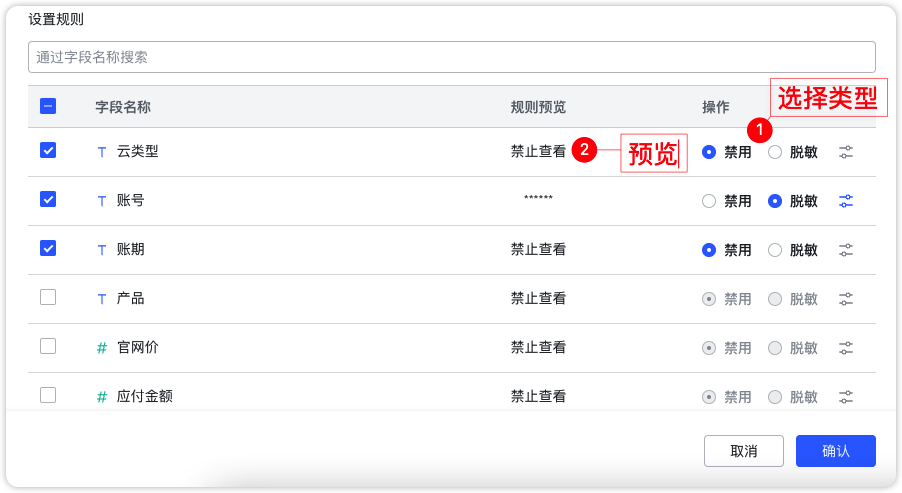 设置规则
通过字段名称搜索
字段名称 规则预览 操作 选择类型
1
T 云类型 禁止查看 2 预览 禁用 脱敏
T 账号 ****** 禁用 脱敏
T 账期 禁止查看 禁用 脱敏
T 产品 禁止查看 禁用 脱敏
# 官网价 禁止查看 禁用 脱敏
# 应付金额 禁止查看 禁用 脱敏
取消 确认